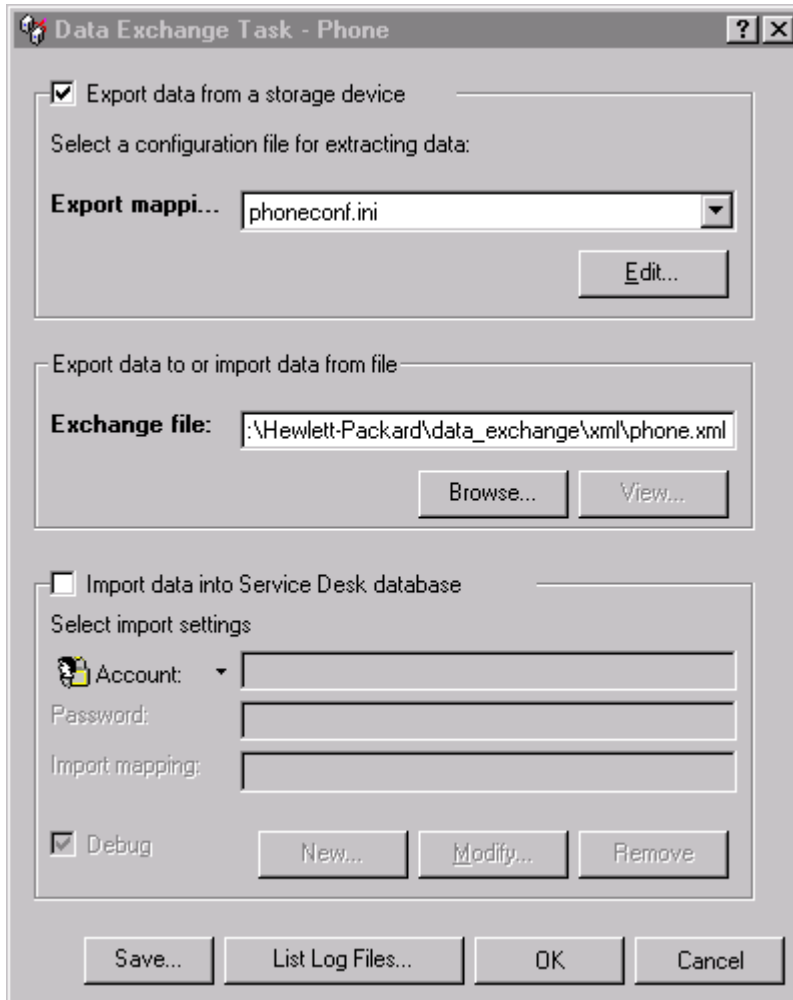 Data Exchange Task - Phone
Export data from a storage device
Select a configuration file for extracting data:
Export mappi... phoneconf.ini
Edit...
Export data to or import data from file
Exchange file: :\Hewlett-Packard\data_exchange\xml\phone.xml
Browse... View...
Import data into Service Desk database
Select import settings
Account:
Password:
Import mapping:
Debug New... Modify... Remove
Save... List Log Files... OK Cancel